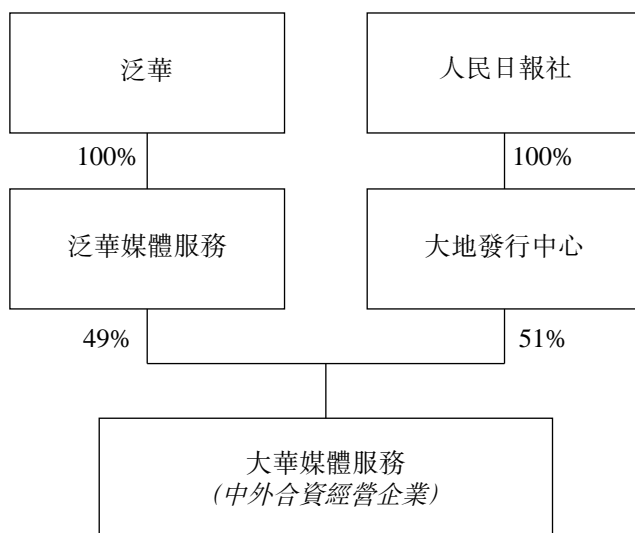 泛華
人民日報社
100%
100%
泛華媒體服務
大地發行中心
49%
51%
大華媒體服務
(中外合資經營企業)